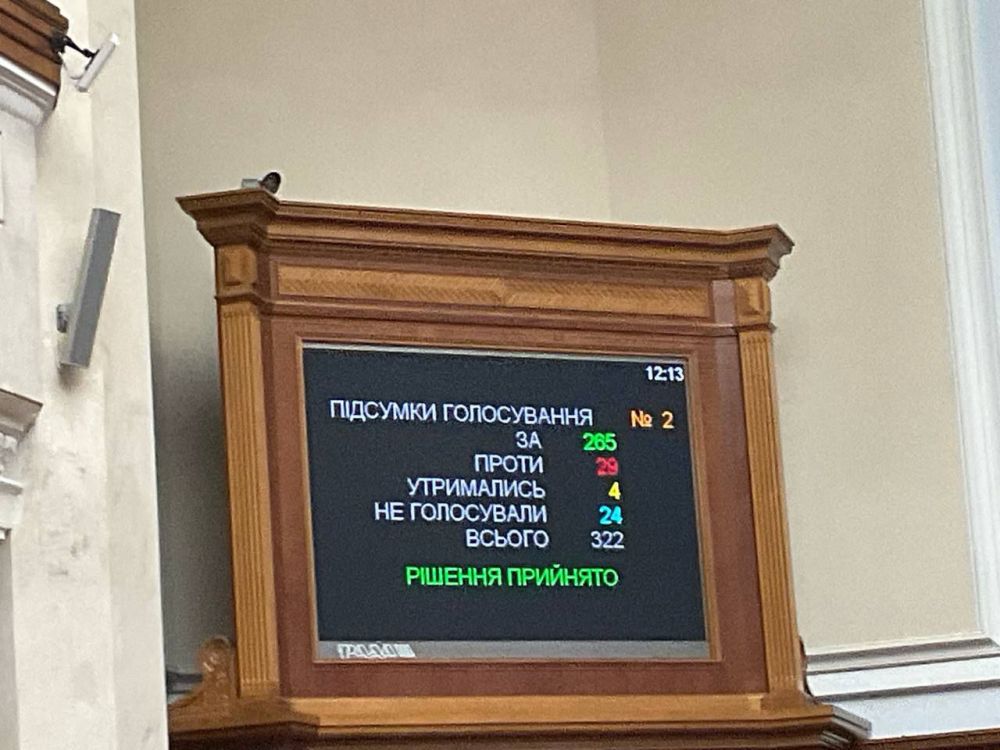 12:13
ПІДСУМКИ ГОЛОСУВАННЯ № 2
ЗА 265
ПРОТИ 29
УТРИМАЛИСЬ 4
НЕ ГОЛОСУВАЛИ 24
ВСЬОГО 322
РІШЕННЯ ПРИЙНЯТО